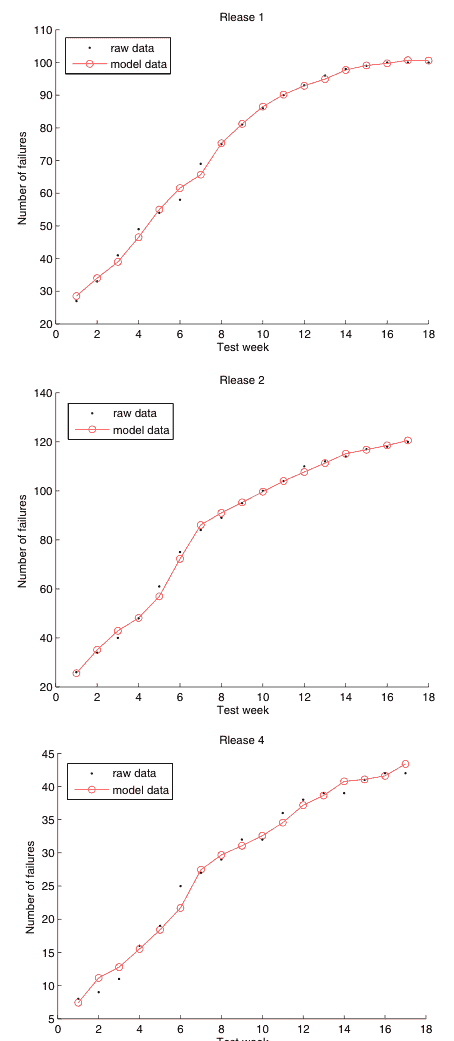 Rlease 1
110
100
90
80
70
60
50
40
30
20
Number of failures
raw data
model data
0 2 4 6 8 10 12 14 16 18
Test week
Rlease 2
140
120
100
80
60
40
20
Number of failures
raw data
model data
0 2 4 6 8 10 12 14 16 18
Test week
Rlease 4
45
40
35
30
25
20
15
10
5
Number of failures
raw data
model data
0 2 4 6 8 10 12 14 16 18
Test week